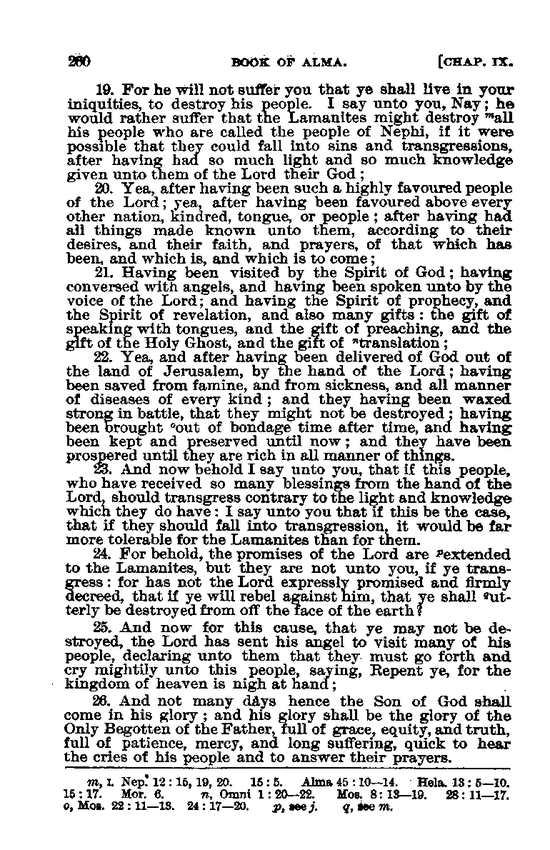 260 BOOK OF ALMA. [CHAP. IX.
19. For he will not suffer you that ye shall live in your
iniquities, to destroy his people. I say unto you, Nay; he
would rather suffer that the Lamanites might destroy ᵐall
his people who are called the people of Nephi, if it were
possible that they could fall into sins and transgressions,
after having had so much light and so much knowledge
given unto them of the Lord their God;
20. Yea, after having been such a highly favoured people
of the Lord; yea, after having been favoured above every
other nation, kindred, tongue, or people; after having had
all things made known unto them, according to their
desires, and their faith, and prayers, of that which has
been, and which is, and which is to come;
21. Having been visited by the Spirit of God; having
conversed with angels, and having been spoken unto by the
voice of the Lord; and having the Spirit of prophecy, and
the Spirit of revelation, and also many gifts: the gift of
speaking with tongues, and the gift of preaching, and the
gift of the Holy Ghost, and the gift of ⁿtranslation;
22. Yea, and after having been delivered of God out of
the land of Jerusalem, by the hand of the Lord; having
been saved from famine, and from sickness, and all manner
of diseases of every kind; and they having been waxed
strong in battle, that they might not be destroyed; having
been brought ᵒout of bondage time after time, and having
been kept and preserved until now; and they have been
prospered until they are rich in all manner of things.
23. And now behold I say unto you, that if this people,
who have received so many blessings from the hand of the
Lord, should transgress contrary to the light and knowledge
which they do have: I say unto you that if this be the case,
that if they should fall into transgression, it would be far
more tolerable for the Lamanites than for them.
24. For behold, the promises of the Lord are ᵖextended
to the Lamanites, but they are not unto you, if ye trans-
gress: for has not the Lord expressly promised and firmly
decreed, that if ye will rebel against him, that ye shall ᑫut-
terly be destroyed from off the face of the earth?
25. And now for this cause, that ye may not be de-
stroyed, the Lord has sent his angel to visit many of his
people, declaring unto them that they must go forth and
cry mightily unto this people, saying, Repent ye, for the
kingdom of heaven is nigh at hand;
26. And not many days hence the Son of God shall
come in his glory; and his glory shall be the glory of the
Only Begotten of the Father, full of grace, equity, and truth,
full of patience, mercy, and long suffering, quick to hear
the cries of his people and to answer their prayers.
m, I. Nep. 12:15, 19, 20. 15:5. Alma 45:10—14. Hela. 13:5—10.
15:17. Mor. 6. n, Omni 1:20—22. Mos. 8:13—19. 28:11—17.
o, Mos. 22:11—13. 24:17—20. p, see j. q, see m.